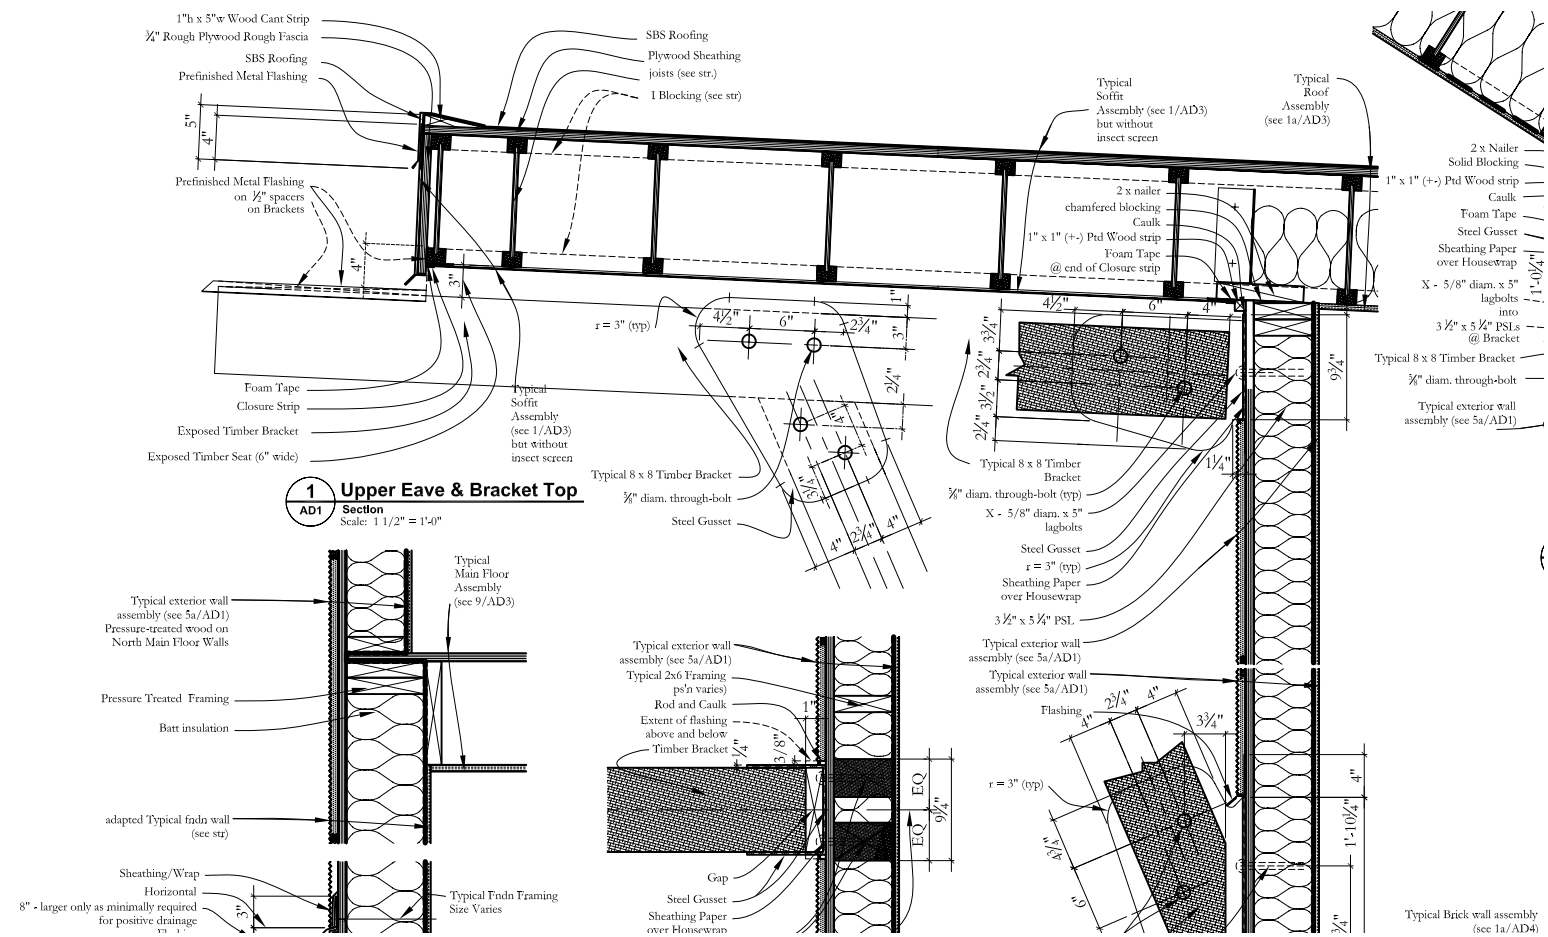 1"h x 5"w Wood Cant Strip
¾" Rough Plywood Rough Fascia
SBS Roofing
Prefinished Metal Flashing
SBS Roofing
Plywood Sheathing
joists (see str.)
1 Blocking (see str)
5"
4"
Prefinished Metal Flashing
on ½" spacers
on Brackets
4"
3"
Foam Tape
Closure Strip
Exposed Timber Bracket
Exposed Timber Seat (6" wide)
Typical
Soffit
Assembly
(see 1/AD3)
but without
insect screen
1
AD1
Upper Eave & Bracket Top
Section
Scale: 1 1/2" = 1'-0"
r = 3" (typ)
4½"
6"
2¾"
1"
3"
2¼"
1"
3¾"
4"
2¾"
4"
Typical 8 x 8 Timber Bracket
⅝" diam. through-bolt
Steel Gusset
Typical
Soffit
Assembly (see 1/AD3)
but without
insect screen
Typical
Roof
Assembly
(see 1a/AD3)
2 x nailer
chamfered blocking
Caulk
1" x 1" (+-) Ptd Wood strip
Foam Tape
@ end of Closure strip
4½"
6"
4"
3¾"
2¾"
3½"
2¼"
9¾"
1¼"
Typical 8 x 8 Timber
Bracket
⅝" diam. through-bolt (typ)
X - 5/8" diam. x 5"
lagbolts
Steel Gusset
r = 3" (typ)
Sheathing Paper
over Housewrap
3 ½" x 5 ¼" PSL
Typical exterior wall
assembly (see 5a/AD1)
Typical exterior wall
assembly (see 5a/AD1)
Flashing
4"
2¾"
4"
3¾"
r = 3" (typ)
4¾"
6"
4"
1'-10¼"
¾"
2 x Nailer
Solid Blocking
1" x 1" (+-) Ptd Wood strip
Caulk
Foam Tape
Steel Gusset
Sheathing Paper
over Housewrap
X - 5/8" diam. x 5"
lagbolts
into
3 ½" x 5 ¼" PSLs
@ Bracket
Typical 8 x 8 Timber Bracket
⅝" diam. through-bolt
Typical exterior wall
assembly (see 5a/AD1)
1'-0¼"
Typical Brick wall assembly
(see 1a/AD4)
Typical
Main Floor
Assembly
(see 9/AD3)
Typical exterior wall
assembly (see 5a/AD1)
Pressure-treated wood on
North Main Floor Walls
Pressure Treated Framing
Batt insulation
adapted Typical fndn wall
(see str)
Sheathing/Wrap
Horizontal
8" - larger only as minimally required
for positive drainage
3"
Typical Fndn Framing
Size Varies
Typical exterior wall
assembly (see 5a/AD1)
Typical 2x6 Framing
ps'n varies)
Rod and Caulk
Extent of flashing
above and below
Timber Bracket
1"
¼"
3/8"
EQ
EQ
9¼"
Gap
Steel Gusset
Sheathing Paper
over Housewrap